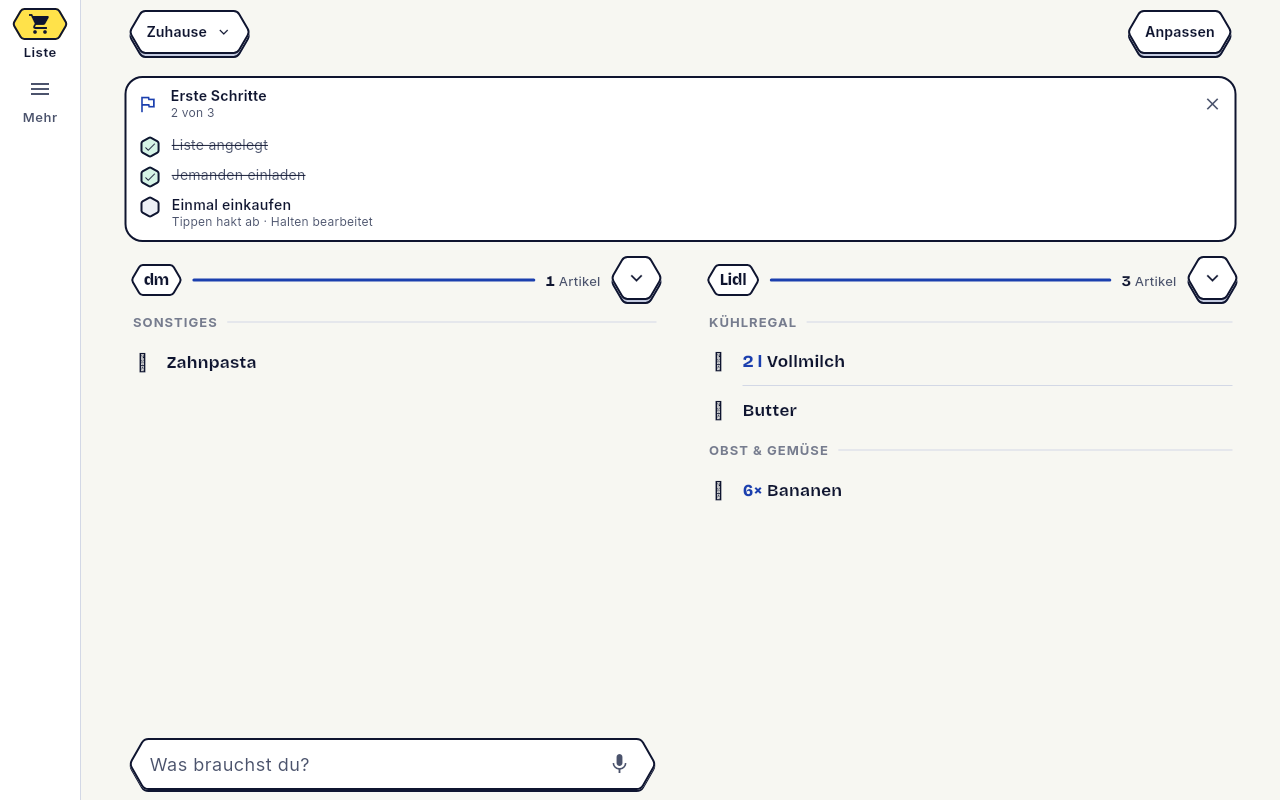 Liste
Mehr
Zuhause
Anpassen
Erste Schritte
2 von 3
Liste angelegt
Jemanden einladen
Einmal einkaufen
Tippen hakt ab · Halten bearbeitet
dm
1 Artikel
SONSTIGES
Zahnpasta
Lidl
3 Artikel
KÜHLREGAL
2 l Vollmilch
Butter
OBST & GEMÜSE
6× Bananen
Was brauchst du?